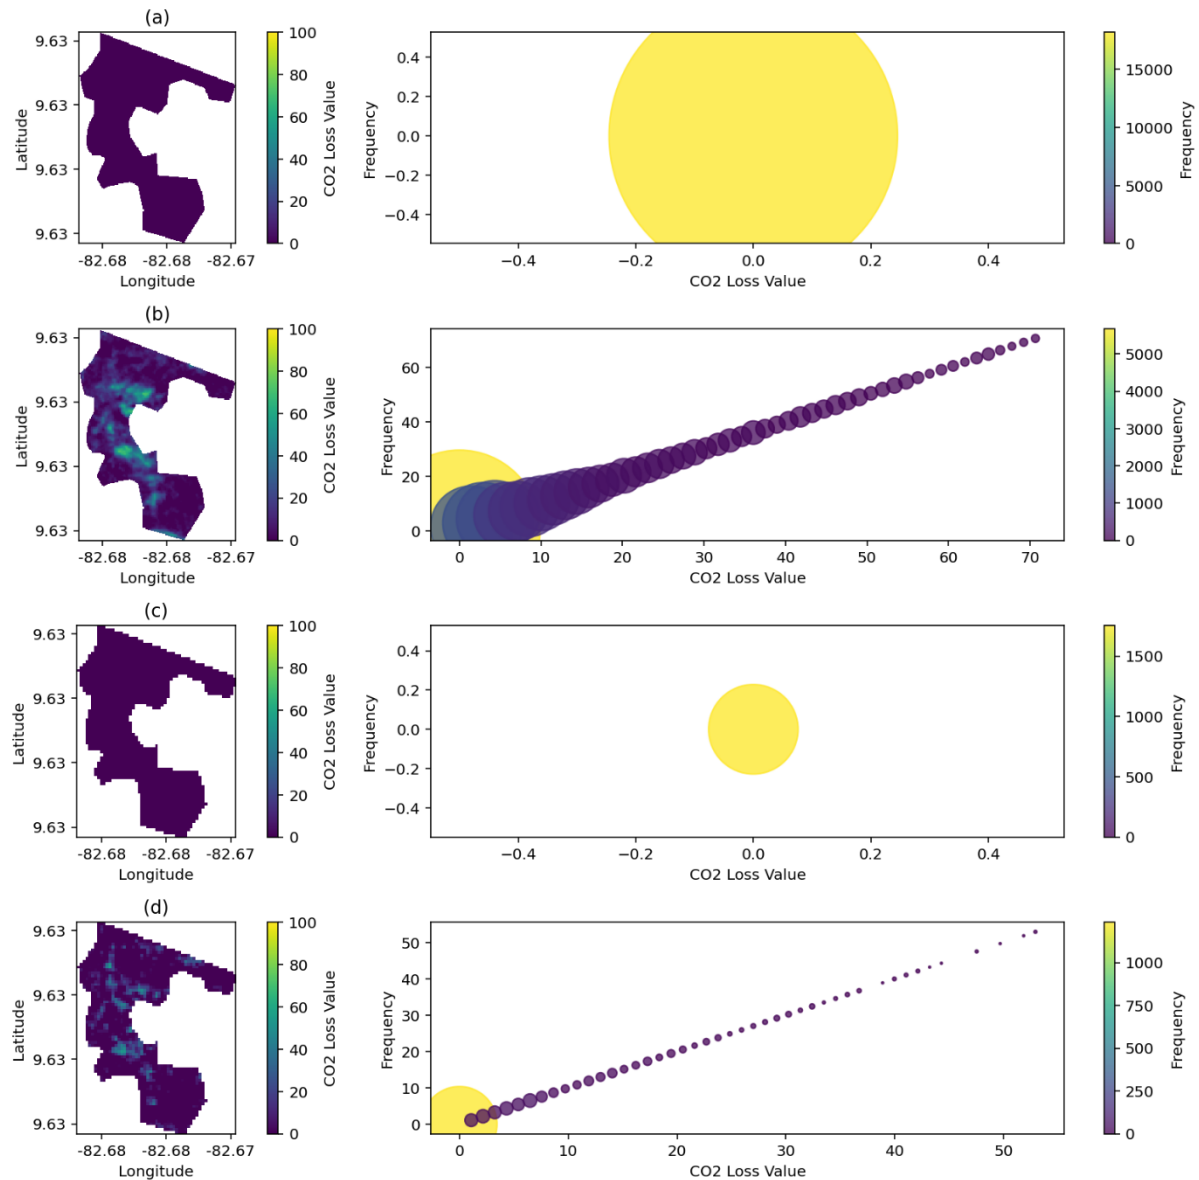 (a)
9.63
9.63
9.63
9.63
Latitude
-82.68 -82.68 -82.67
Longitude
100
80
60
40
20
0
CO2 Loss Value
0.4
0.2
0.0
−0.2
−0.4
Frequency
−0.4 −0.2 0.0 0.2 0.4
CO2 Loss Value
15000
10000
5000
0
Frequency
(b)
9.63
9.63
9.63
9.63
Latitude
-82.68 -82.68 -82.67
Longitude
100
80
60
40
20
0
CO2 Loss Value
60
40
20
0
Frequency
0 10 20 30 40 50 60 70
CO2 Loss Value
5000
4000
3000
2000
1000
0
Frequency
(c)
9.63
9.63
9.63
9.63
Latitude
-82.68 -82.68 -82.67
Longitude
100
80
60
40
20
0
CO2 Loss Value
0.4
0.2
0.0
−0.2
−0.4
Frequency
−0.4 −0.2 0.0 0.2 0.4
CO2 Loss Value
1500
1000
500
0
Frequency
(d)
9.63
9.63
9.63
9.63
Latitude
-82.68 -82.68 -82.67
Longitude
100
80
60
40
20
0
CO2 Loss Value
50
40
30
20
10
0
Frequency
0 10 20 30 40 50
CO2 Loss Value
1000
750
500
250
0
Frequency